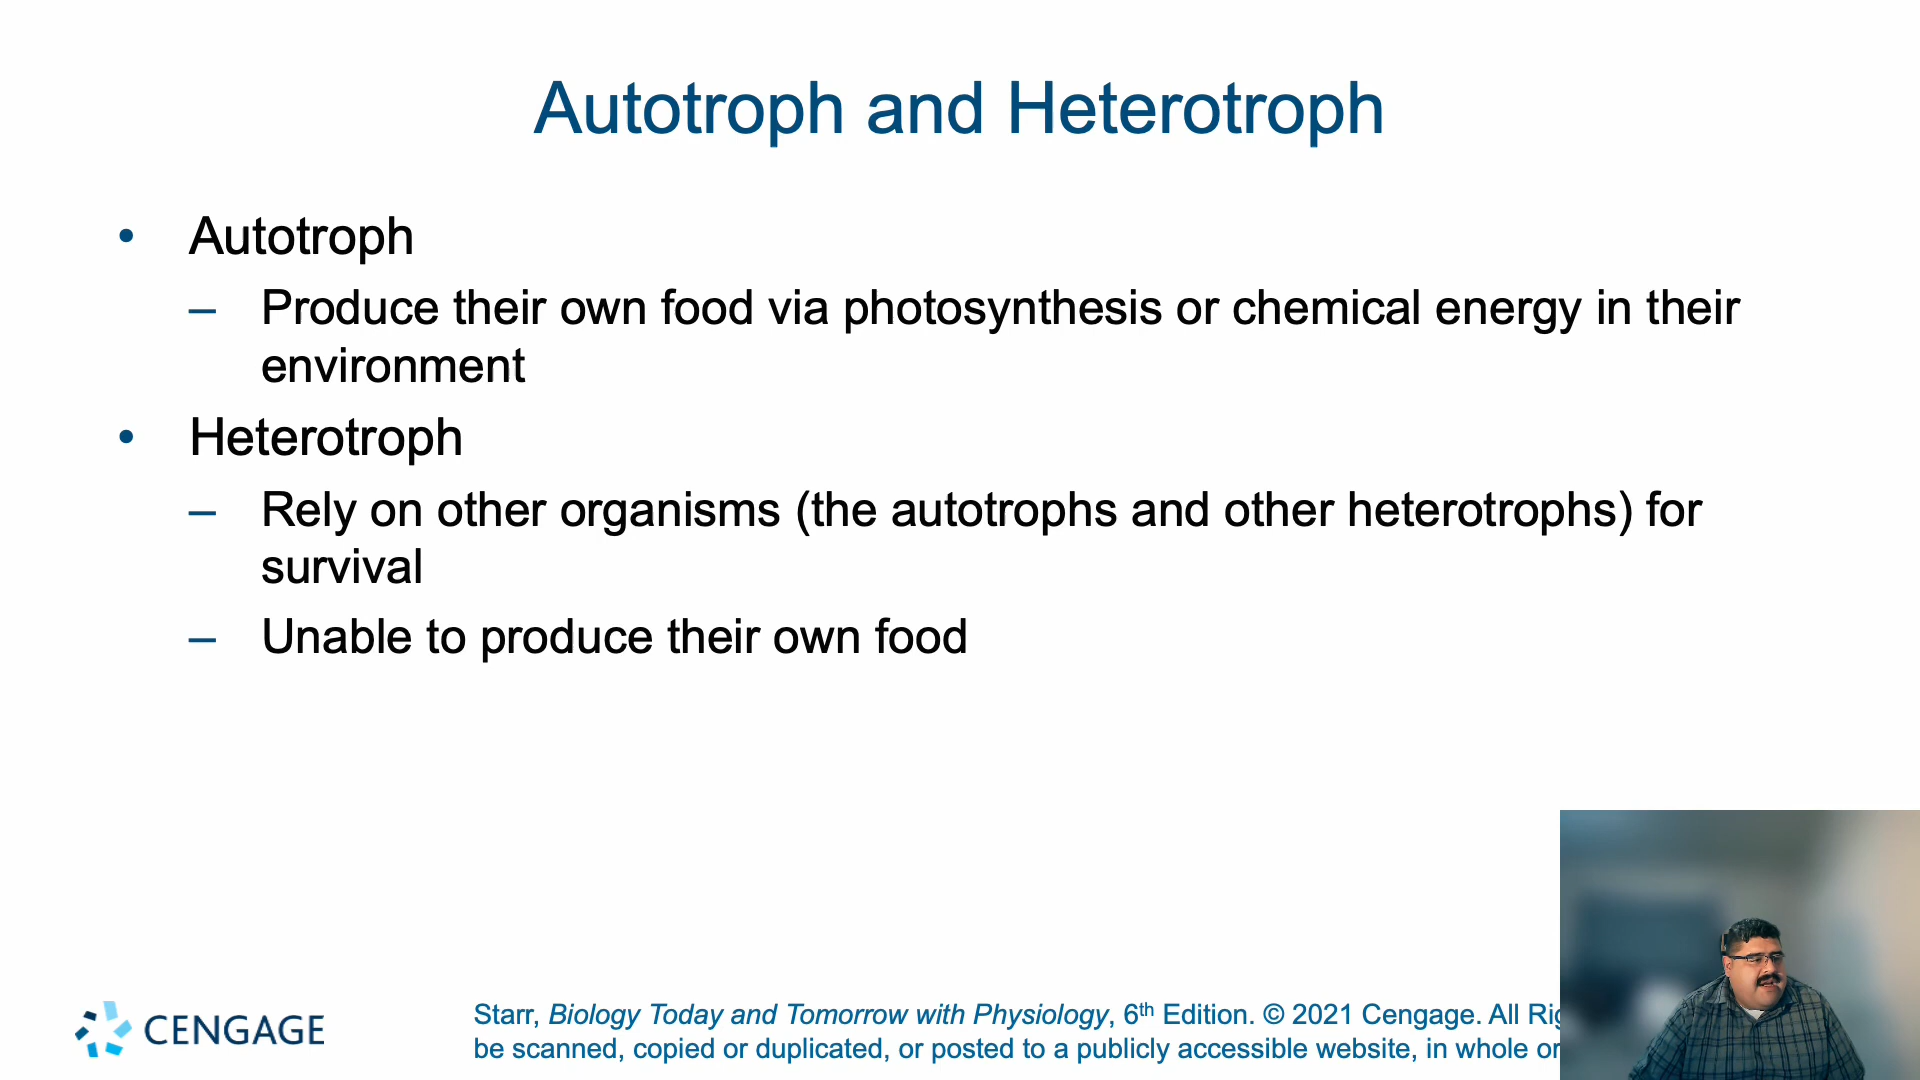 Autotroph and Heterotroph
• Autotroph
– Produce their own food via photosynthesis or chemical energy in their
environment
• Heterotroph
– Rely on other organisms (the autotrophs and other heterotrophs) for
survival
– Unable to produce their own food
CENGAGE
Starr, Biology Today and Tomorrow with Physiology, 6th Edition. © 2021 Cengage. All
be scanned, copied or duplicated, or posted to a publicly accessible website, in whole or